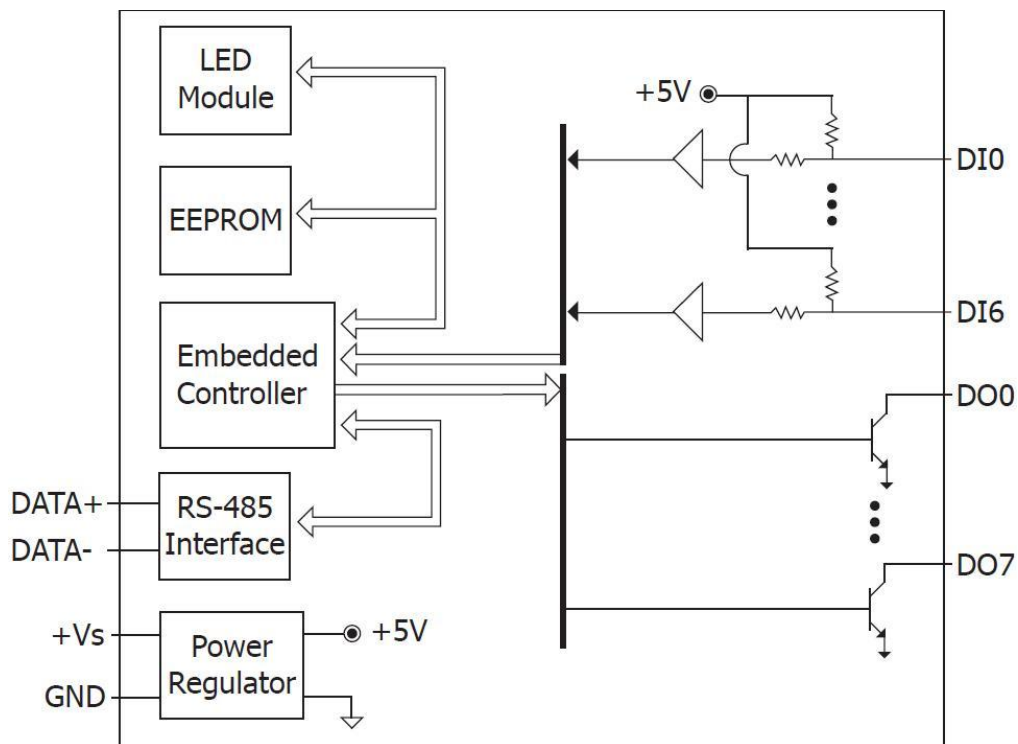 LED
Module
+5V
DI0
EEPROM
DI6
Embedded
Controller
DO0
DATA+
RS-485
DATA-
Interface
DO7
+Vs
+5V
Power
Regulator
GND